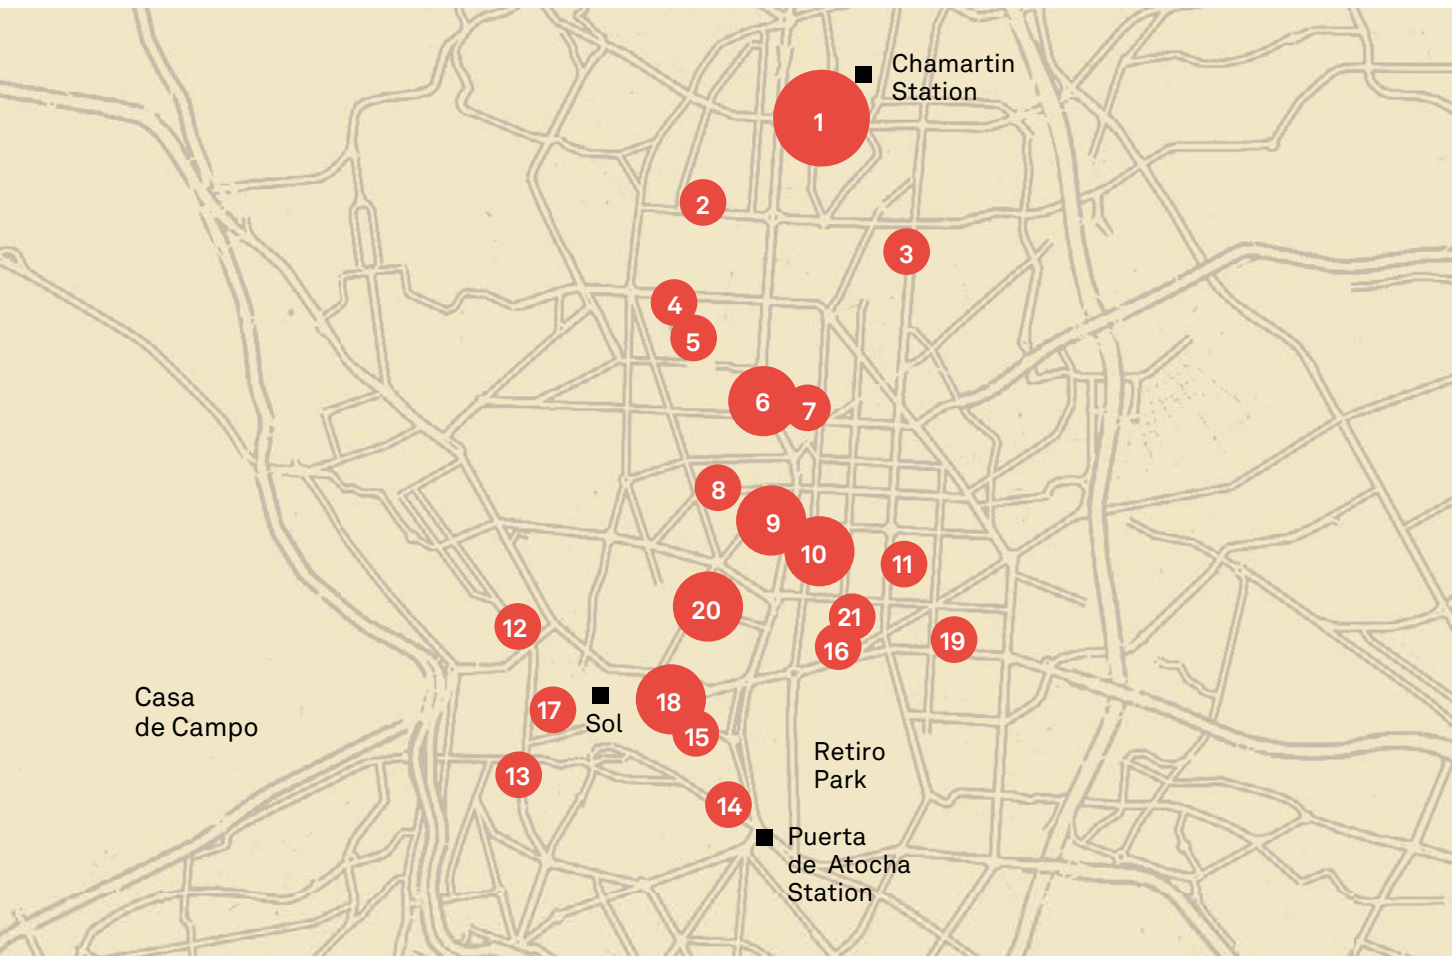 Chamartin
Station
1
2
3
4
5
6
7
8
9
10
11
20
21
12
16
19
Casa
de Campo
17
Sol
18
15
Retiro
Park
13
14
Puerta
de Atocha
Station